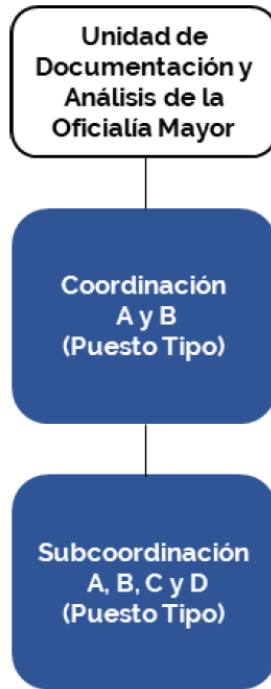 Unidad de
Documentación y
Análisis de la
Oficialía Mayor
Coordinación
A y B
(Puesto Tipo)
Subcoordinación
A, B, C y D
(Puesto Tipo)